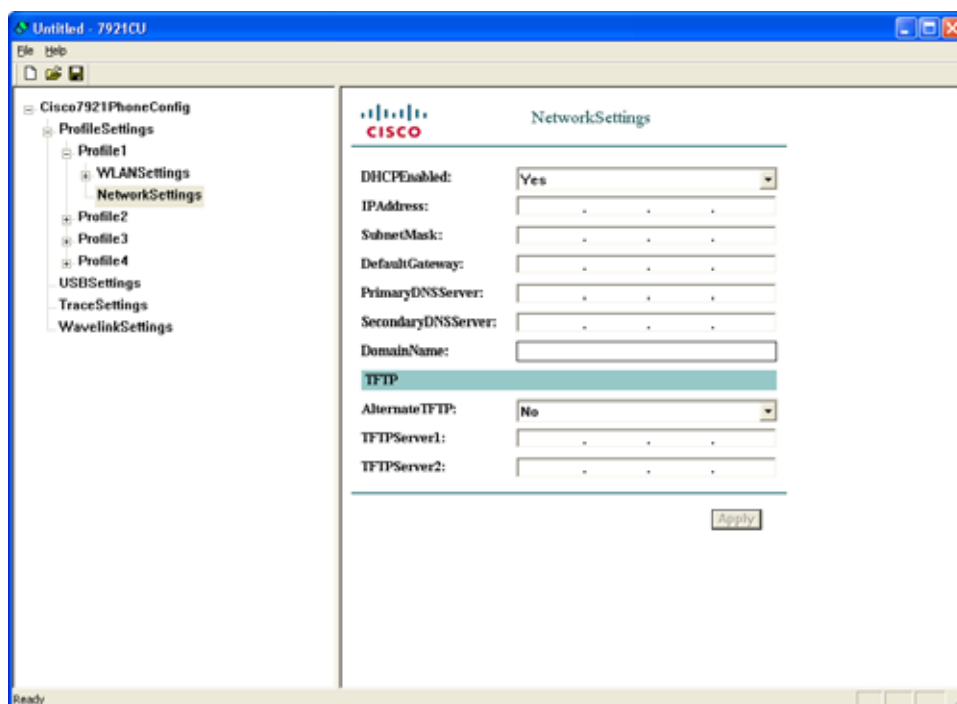 Untitled - 7921CU
File Help
Cisco7921PhoneConfig
ProfileSettings
Profile1
WLANSettings
NetworkSettings
Profile2
Profile3
Profile4
USBSettings
TraceSettings
WavelinkSettings
CISCO
NetworkSettings
DHCPEnabled: Yes
IPAddress: . . .
SubnetMask: . . .
DefaultGateway: . . .
PrimaryDNSServer: . . .
SecondaryDNSServer: . . .
DomainName:
TFTP
AlternateTFTP: No
TFTPServer1: . . .
TFTPServer2: . . .
Apply
Ready